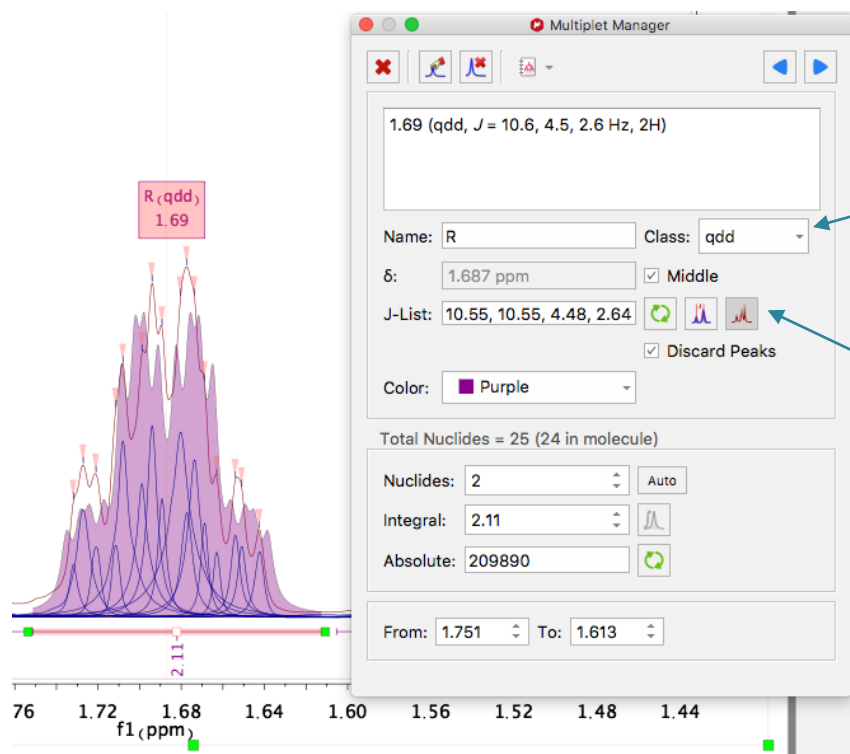 Multiplet Manager
1.69 (qdd, J = 10.6, 4.5, 2.6 Hz, 2H)
R(qdd)
1.69
Name: R Class: qdd
δ: 1.687 ppm Middle
J-List: 10.55, 10.55, 4.48, 2.64
Discard Peaks
Color: Purple
Total Nuclides = 25 (24 in molecule)
Nuclides: 2 Auto
Integral: 2.11
Absolute: 209890
From: 1.751 To: 1.613
2.11
76 1.72 1.68 1.64 1.60 1.56 1.52 1.48 1.44
f1(ppm)